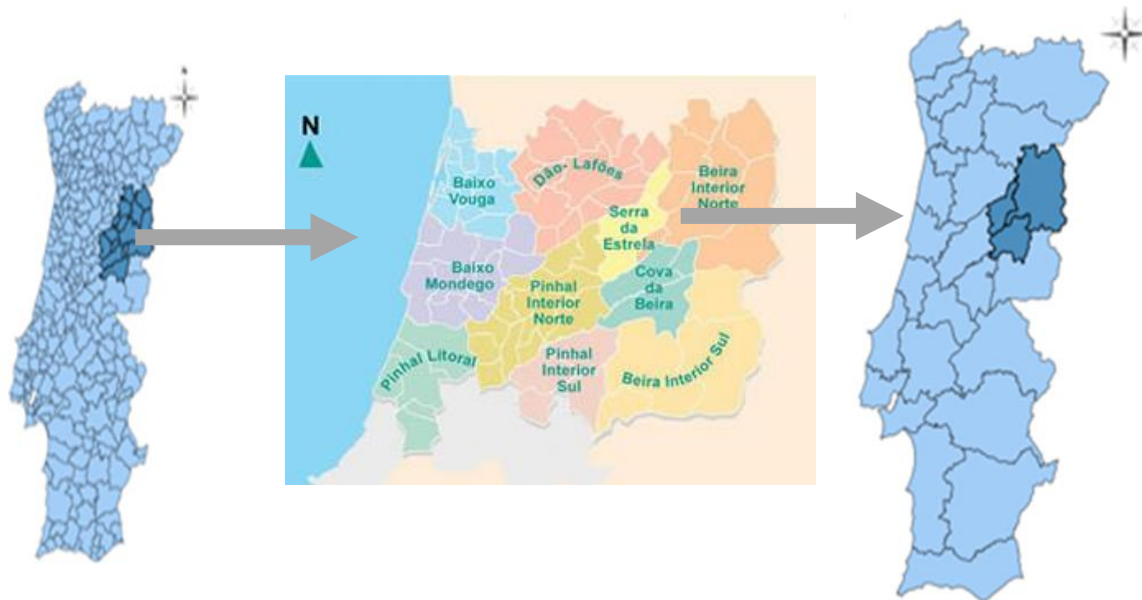 N
Baixo
Vouga
Dão- Lafões
Beira
Interior
Norte
Serra
da
Estrela
Baixo
Mondego
Cova
da
Beira
Pinhal
Interior
Norte
Pinhal Litoral
Pinhal
Interior
Sul
Beira Interior Sul